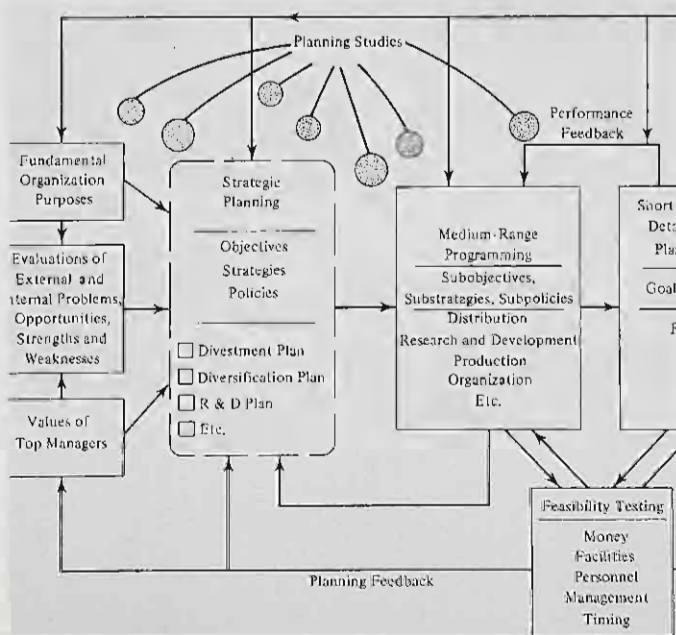 Planning Studies
Performance
Feedback
Fundamental
Organization
Purposes
Evaluations of
External and
Internal Problems,
Opportunities,
Strengths and
Weaknesses
Values of
Top Managers
Strategic
Planning
Objectives
Strategies
Policies
Divestment Plan
Diversification Plan
R & D Plan
Etc.
Medium-Range
Programming
Subobjectives,
Substrategies, Subpolicies
Distribution
Research and Development
Production
Organization
Etc.
Short
Goal
Feasibility Testing
Money
Facilities
Personnel
Management
Timing
Planning Feedback